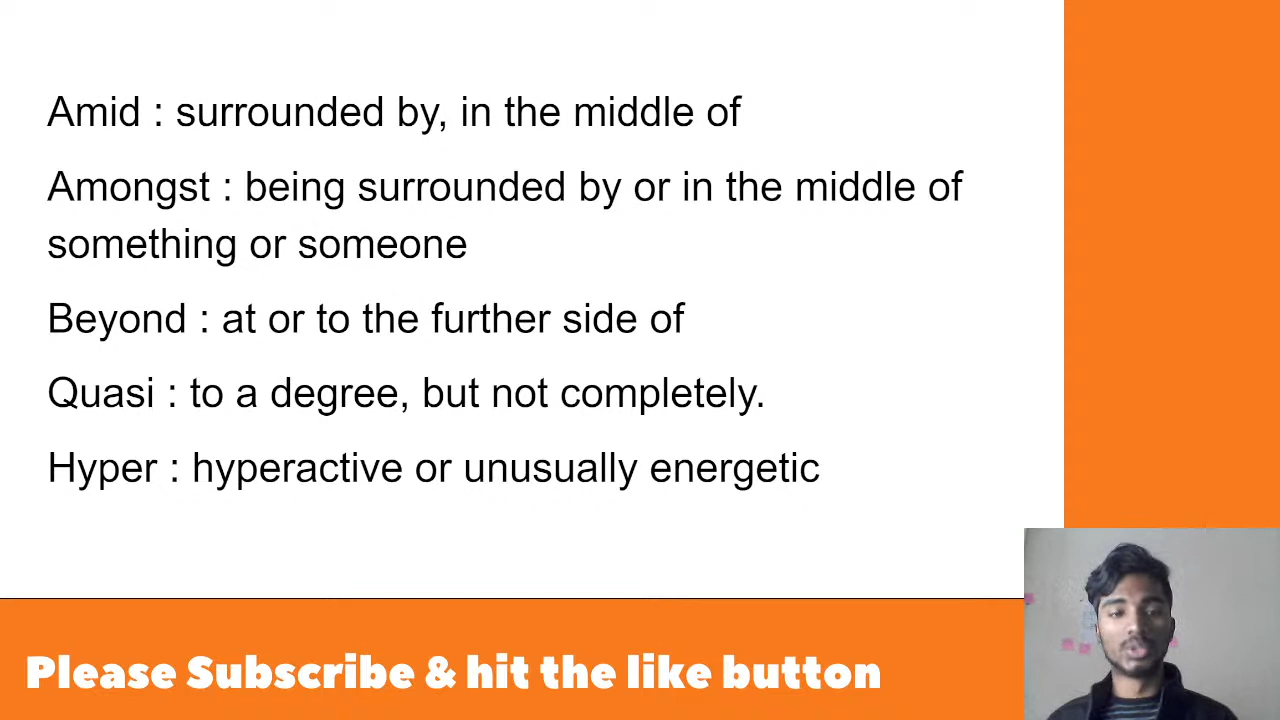 Amid : surrounded by, in the middle of
Amongst : being surrounded by or in the middle of
something or someone
Beyond : at or to the further side of
Quasi : to a degree, but not completely.
Hyper : hyperactive or unusually energetic
Please Subscribe & hit the like button